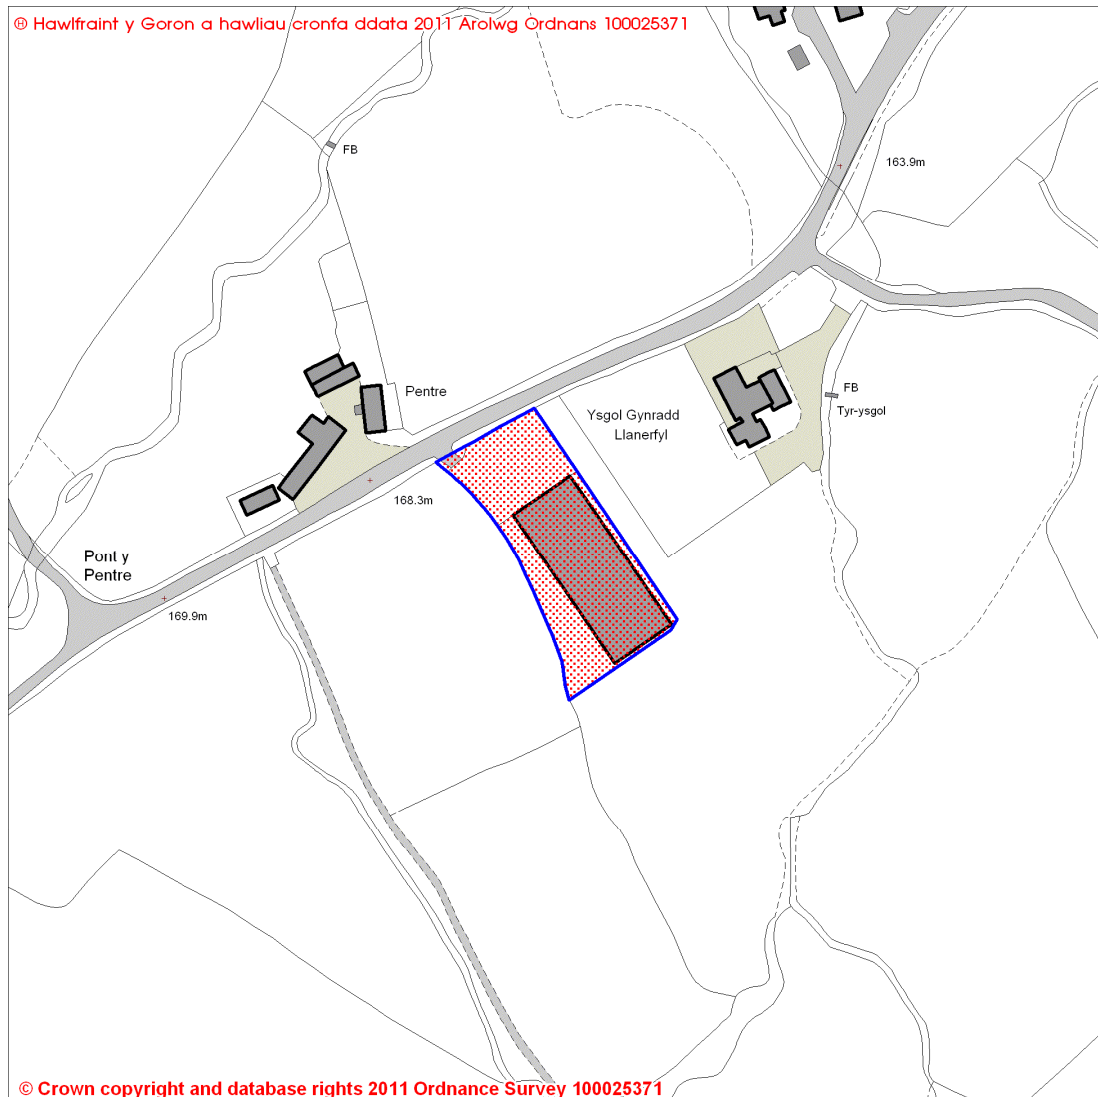 ® Hawlfraint y Goron a hawliau cronfa ddata 2011 Arolwg Ordnans 100025371
FB
163.9m
Pentre
FB
Ysgol Gynradd
Llanerfyl
Tyr-ysgol
168.3m
Pont y
Pentre
169.9m
© Crown copyright and database rights 2011 Ordnance Survey 100025371